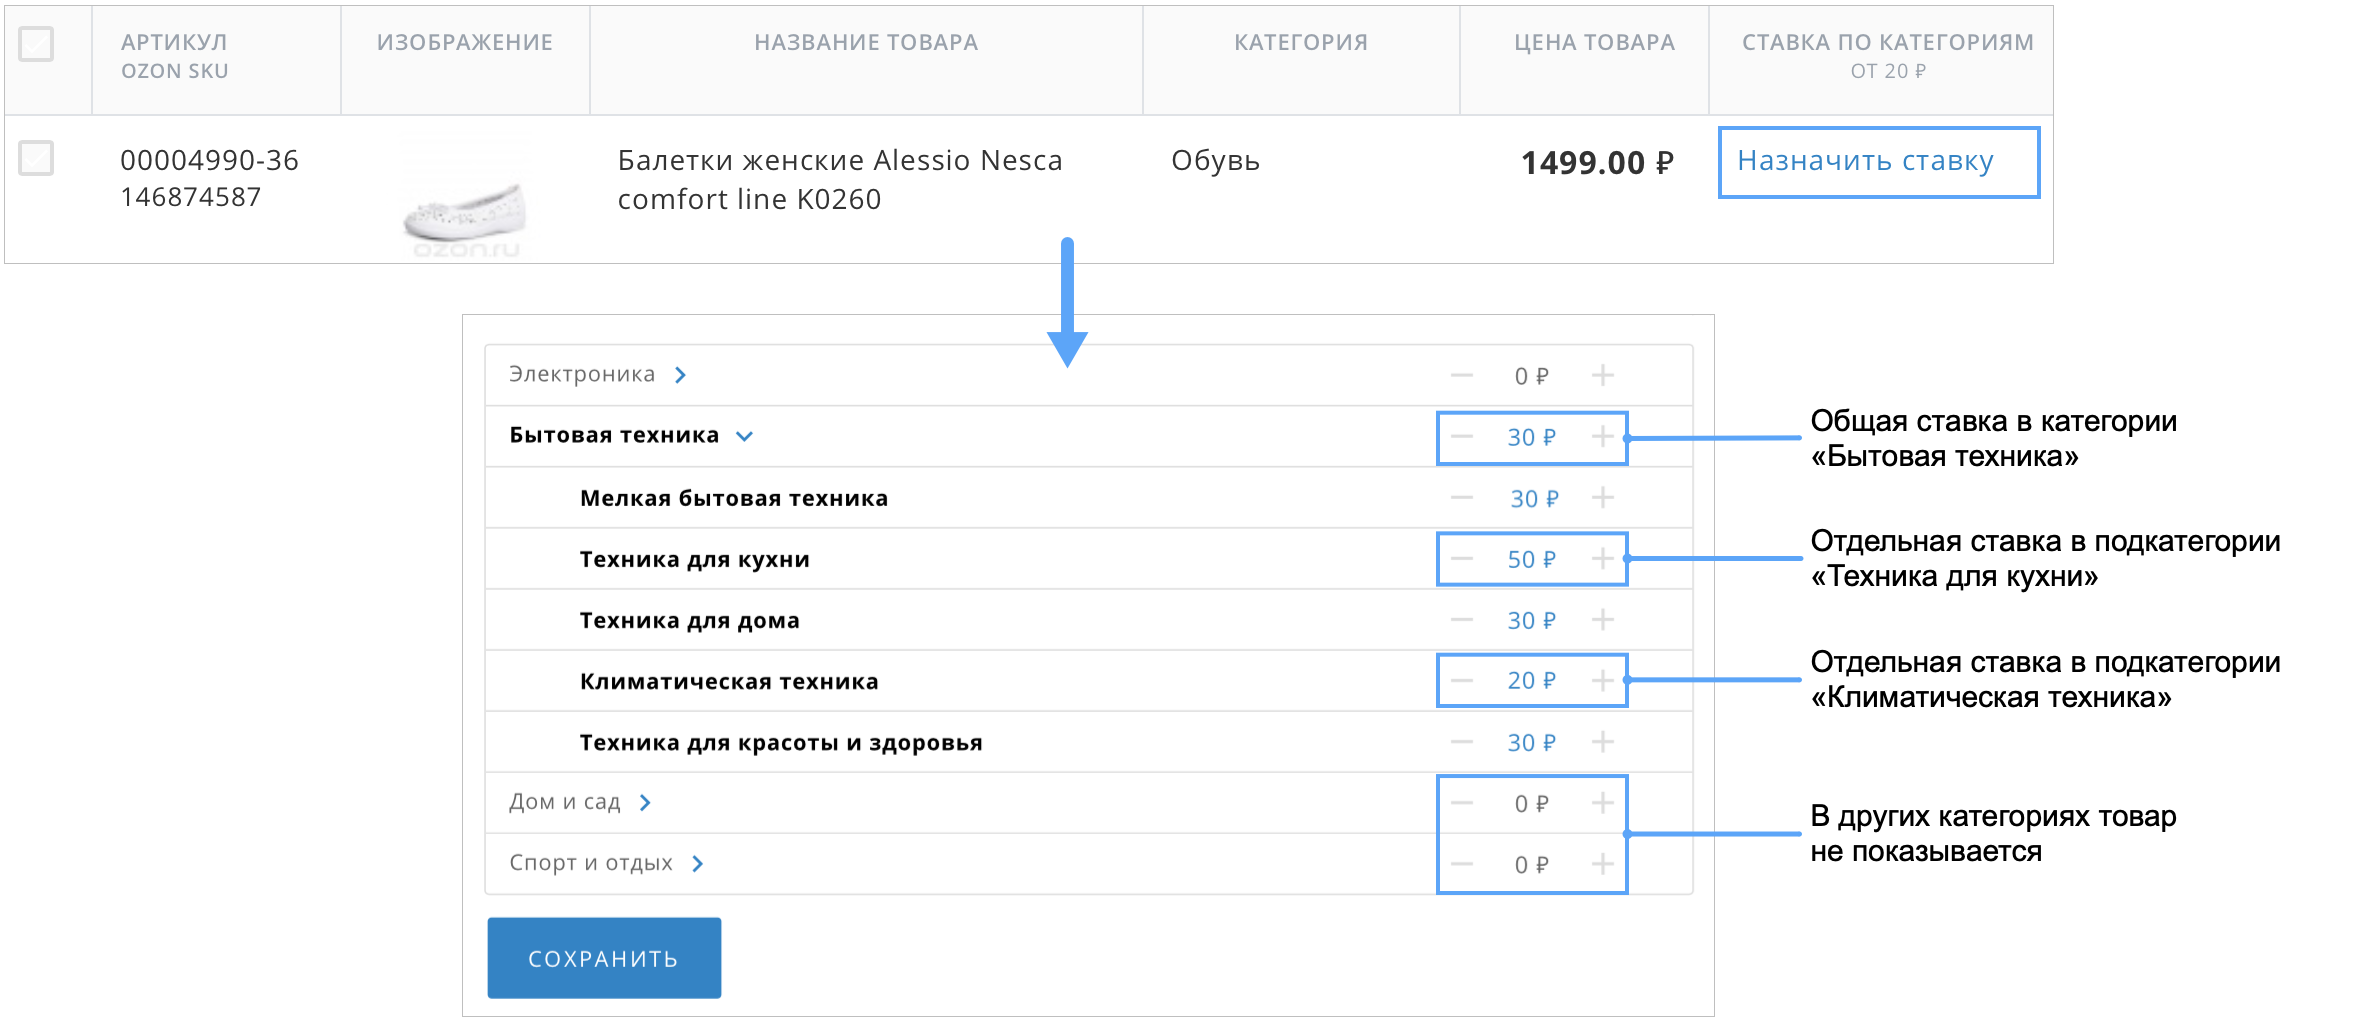 АРТИКУЛ
OZON SKU
ИЗОБРАЖЕНИЕ
НАЗВАНИЕ ТОВАРА
КАТЕГОРИЯ
ЦЕНА ТОВАРА
СТАВКА ПО КАТЕГОРИЯМ
ОТ 20 ₽
00004990-36
146874587
ozon.ru
Балетки женские Alessio Nesca
comfort line K0260
Обувь
1499.00 ₽
Назначить ставку
Электроника
0 ₽
Бытовая техника
30 ₽
Общая ставка в категории
«Бытовая техника»
Мелкая бытовая техника
30 ₽
Техника для кухни
50 ₽
Отдельная ставка в подкатегории
«Техника для кухни»
Техника для дома
30 ₽
Климатическая техника
20 ₽
Отдельная ставка в подкатегории
«Климатическая техника»
Техника для красоты и здоровья
30 ₽
Дом и сад
0 ₽
Спорт и отдых
0 ₽
В других категориях товар
не показывается
СОХРАНИТЬ